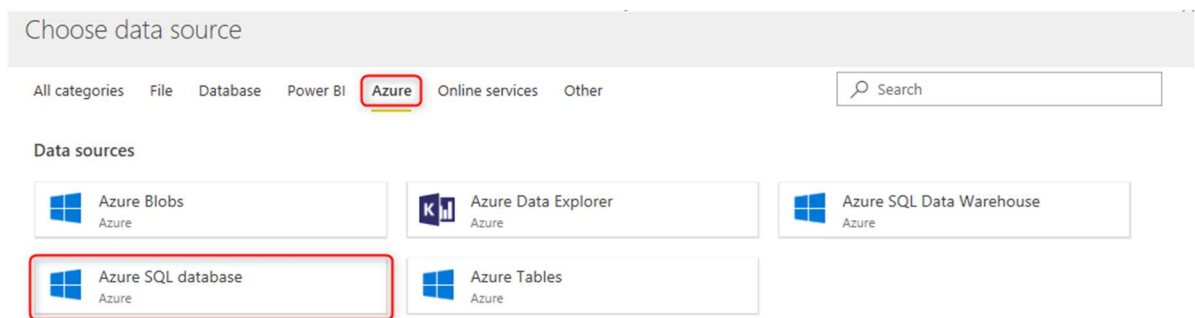 Choose data source
All categories File Database Power BI Azure Online services Other Search
Data sources
Azure Blobs
Azure
Azure Data Explorer
Azure
Azure SQL Data Warehouse
Azure
Azure SQL database
Azure
Azure Tables
Azure